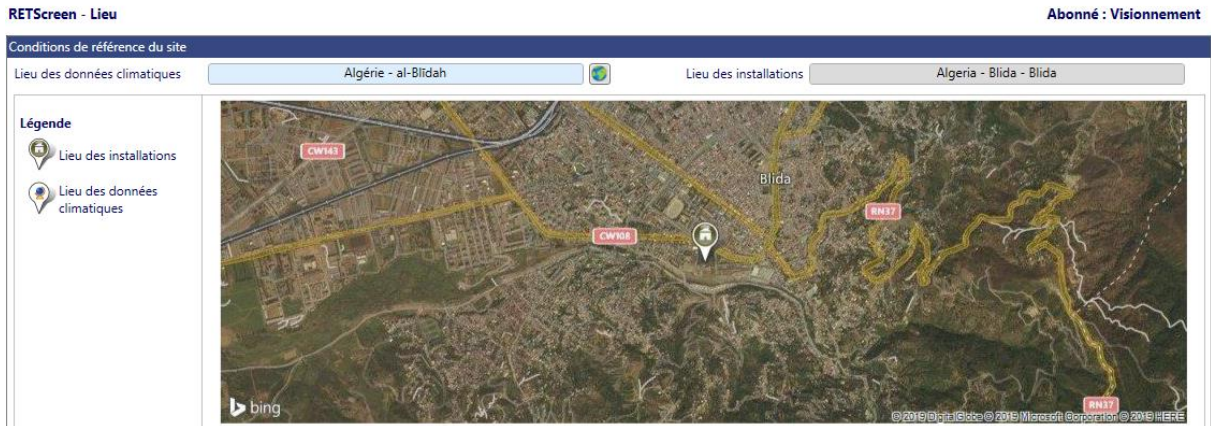 RETScreen - Lieu Abonné : Visionnement
Conditions de référence du site
Lieu des données climatiques Algérie - al-Blīdah Lieu des installations Algeria - Blida - Blida
Légende
Lieu des installations
Lieu des données
climatiques
CW143
Blida
RN37
CW108
RN37
bing
© 2019 DigitalGlobe © 2019 Microsoft Corporation © 2019 HERE